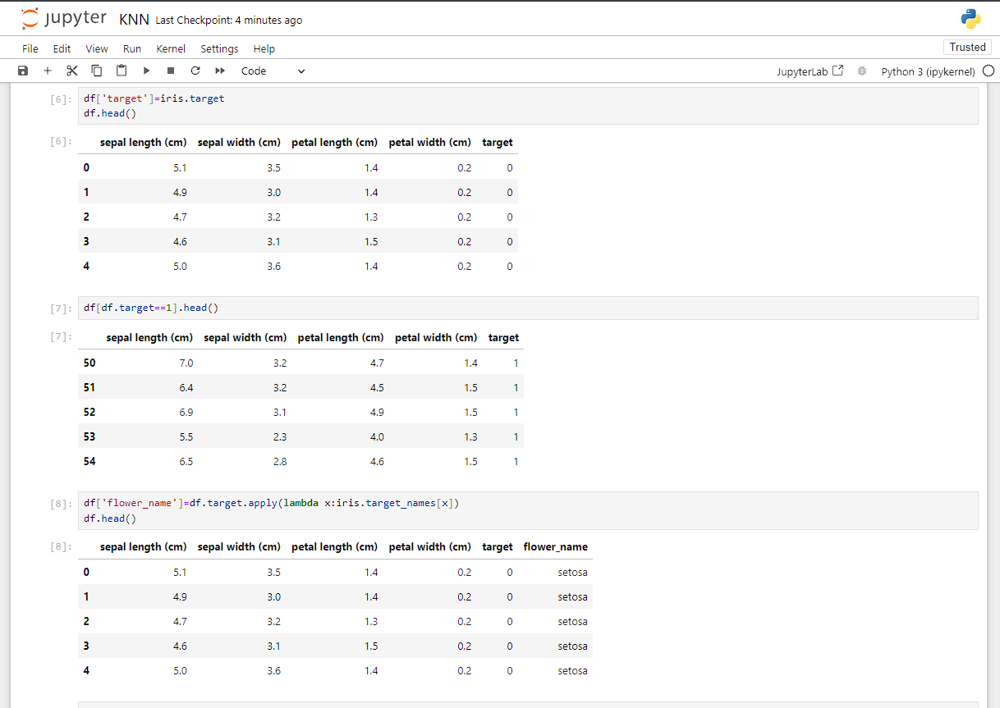 jupyter KNN Last Checkpoint: 4 minutes ago
File Edit View Run Kernel Settings Help
Trusted
Code
JupyterLab
Python 3 (ipykernel)
[6]: df['target']=iris.target
df.head()
[6]: sepal length (cm) sepal width (cm) petal length (cm) petal width (cm) target
0 5.1 3.5 1.4 0.2 0
1 4.9 3.0 1.4 0.2 0
2 4.7 3.2 1.3 0.2 0
3 4.6 3.1 1.5 0.2 0
4 5.0 3.6 1.4 0.2 0
[7]: df[df.target==1].head()
[7]: sepal length (cm) sepal width (cm) petal length (cm) petal width (cm) target
50 7.0 3.2 4.7 1.4 1
51 6.4 3.2 4.5 1.5 1
52 6.9 3.1 4.9 1.5 1
53 5.5 2.3 4.0 1.3 1
54 6.5 2.8 4.6 1.5 1
[8]: df['flower_name']=df.target.apply(lambda x:iris.target_names[x])
df.head()
[8]: sepal length (cm) sepal width (cm) petal length (cm) petal width (cm) target flower_name
0 5.1 3.5 1.4 0.2 0 setosa
1 4.9 3.0 1.4 0.2 0 setosa
2 4.7 3.2 1.3 0.2 0 setosa
3 4.6 3.1 1.5 0.2 0 setosa
4 5.0 3.6 1.4 0.2 0 setosa